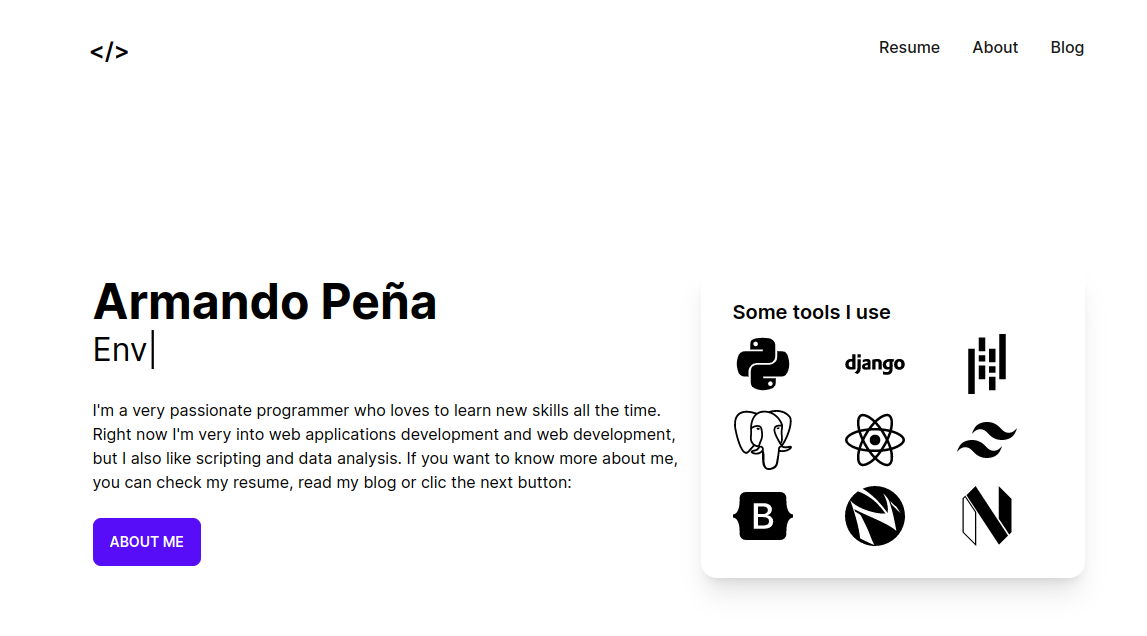 </>
Resume About Blog
Armando Peña
Env
I'm a very passionate programmer who loves to learn new skills all the time.
Right now I'm very into web applications development and web development,
but I also like scripting and data analysis. If you want to know more about me,
you can check my resume, read my blog or clic the next button:
ABOUT ME
Some tools I use
django
B